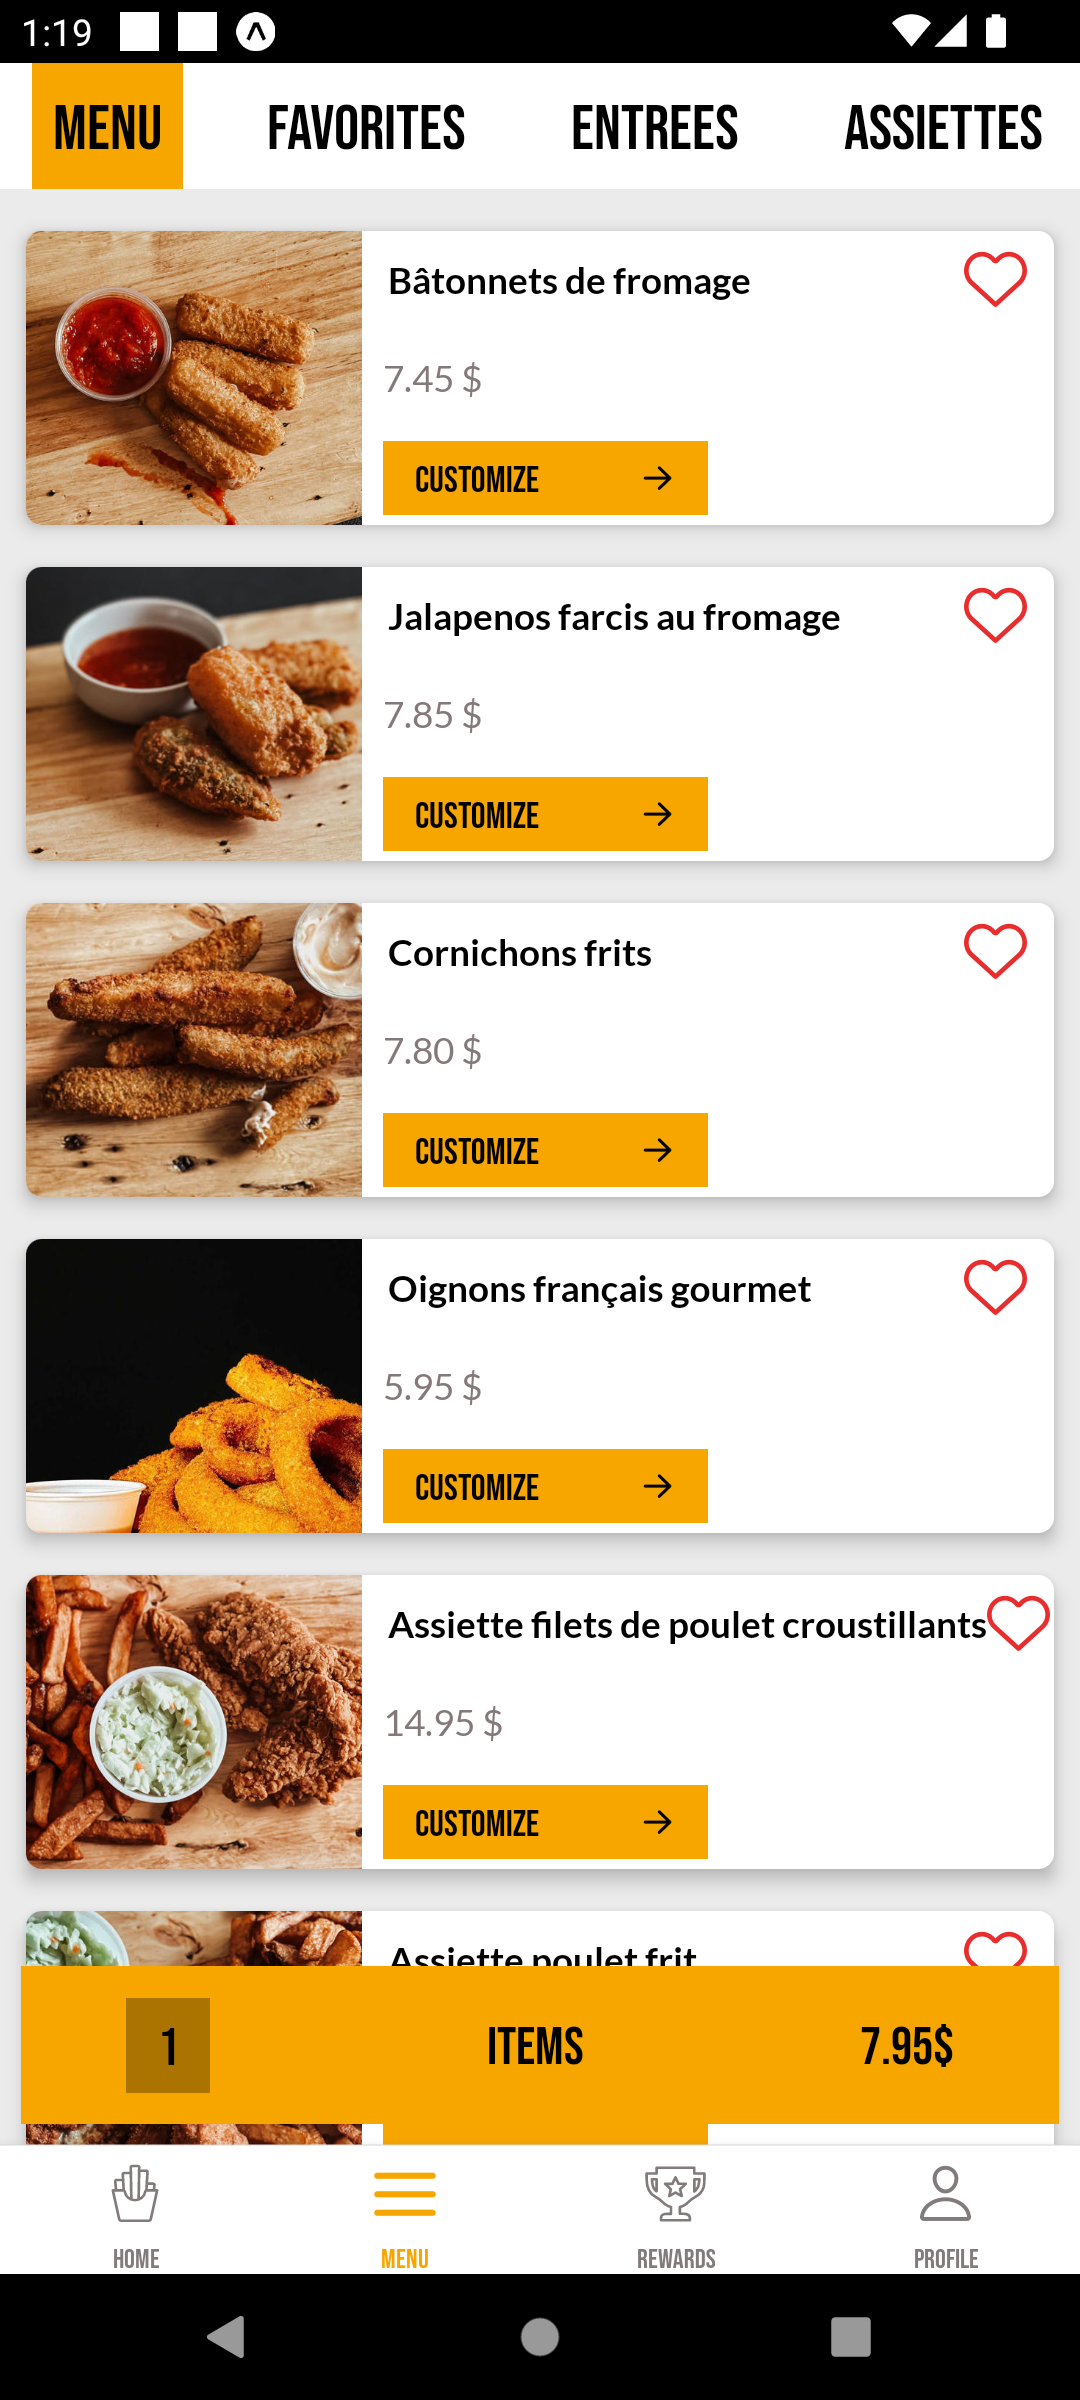 1:19
MENU FAVORITES ENTREES ASSIETTES
Bâtonnets de fromage
7.45 $
CUSTOMIZE
Jalapenos farcis au fromage
7.85 $
CUSTOMIZE
Cornichons frits
7.80 $
CUSTOMIZE
Oignons français gourmet
5.95 $
CUSTOMIZE
Assiette filets de poulet croustillants
14.95 $
CUSTOMIZE
Assiette poulet frit
1 ITEMS 7.95$
HOME MENU REWARDS PROFILE